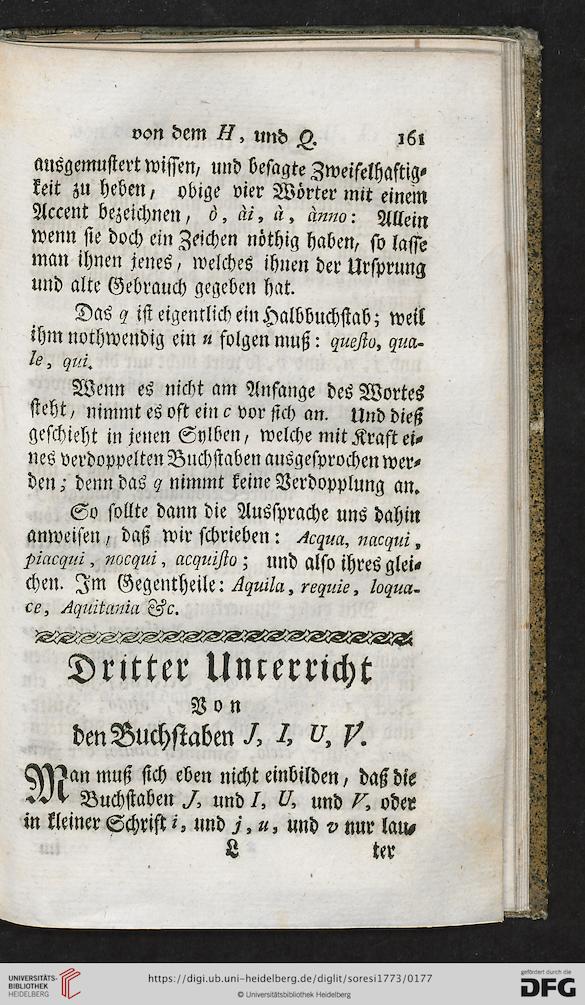 von dem H, und Q. 161
ausgemustert wissen, und besagte Zweifelhaftig-
keit zu heben, obige vier Wörter mit einem
Accent bezeichnen, ò, ài, à, ànno: Allein
wenn sie doch ein Zeichen nöthig haben, so lasse
man ihnen jenes, welches ihnen der Ursprung
und alte Gebrauch gegeben hat.
Das q ist eigentlich ein Halbbuchstab; weil
ihm nothwendig ein u folgen muß: questo, qua-
le, qui.
Wenn es nicht am Anfange des Wortes
steht, nimmt es oft ein c vor sich an. Und dieß
geschieht in jenen Sylben, welche mit Kraft ei-
nes verdoppelten Buchstaben ausgesprochen wer-
den; denn das q nimmt keine Verdopplung an.
So sollte dann die Aussprache uns dahin
anweisen, daß wir schrieben: Acqua, nacqui,
piacqui, nocqui, acquisto; und also ihres glei-
chen. Im Gegentheile: Aquila, requie, loqua-
ce, Aquitania &c.
Dritter Unterricht
Von
den Buchstaben J, I, U, V.
Man muß sich eben nicht einbilden, daß die
Buchstaben J, und I, U, und V, oder
in kleiner Schrift i, und j, u, und v nur lau-
L ter
UNIVERSITÄTS-
BIBLIOTHEK
HEIDELBERG
https://digi.ub.uni-heidelberg.de/diglit/soresi1773/0177
© Universitätsbibliothek Heidelberg
gefördert durch die
DFG